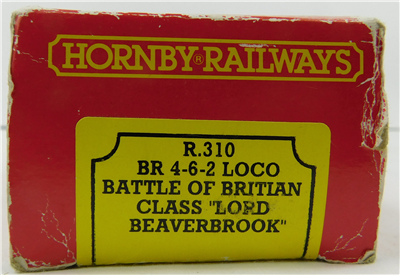 HORNBY® RAILWAYS
R.310
BR 4-6-2 LOCO
BATTLE OF BRITIAN
CLASS "LORD
BEAVERBROOK"